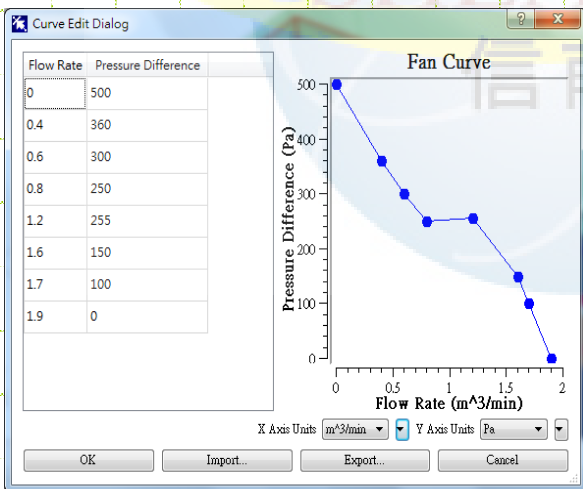 Curve Edit Dialog
? x
Flow Rate Pressure Difference
0 500
0.4 360
0.6 300
0.8 250
1.2 255
1.6 150
1.7 100
1.9 0
Fan Curve
Pressure Difference (Pa)
500
400
300
200
100
0
0 0.5 1 1.5 2
Flow Rate (m^3/min)
X Axis Units m^3/min Y Axis Units Pa
OK Import... Export... Cancel